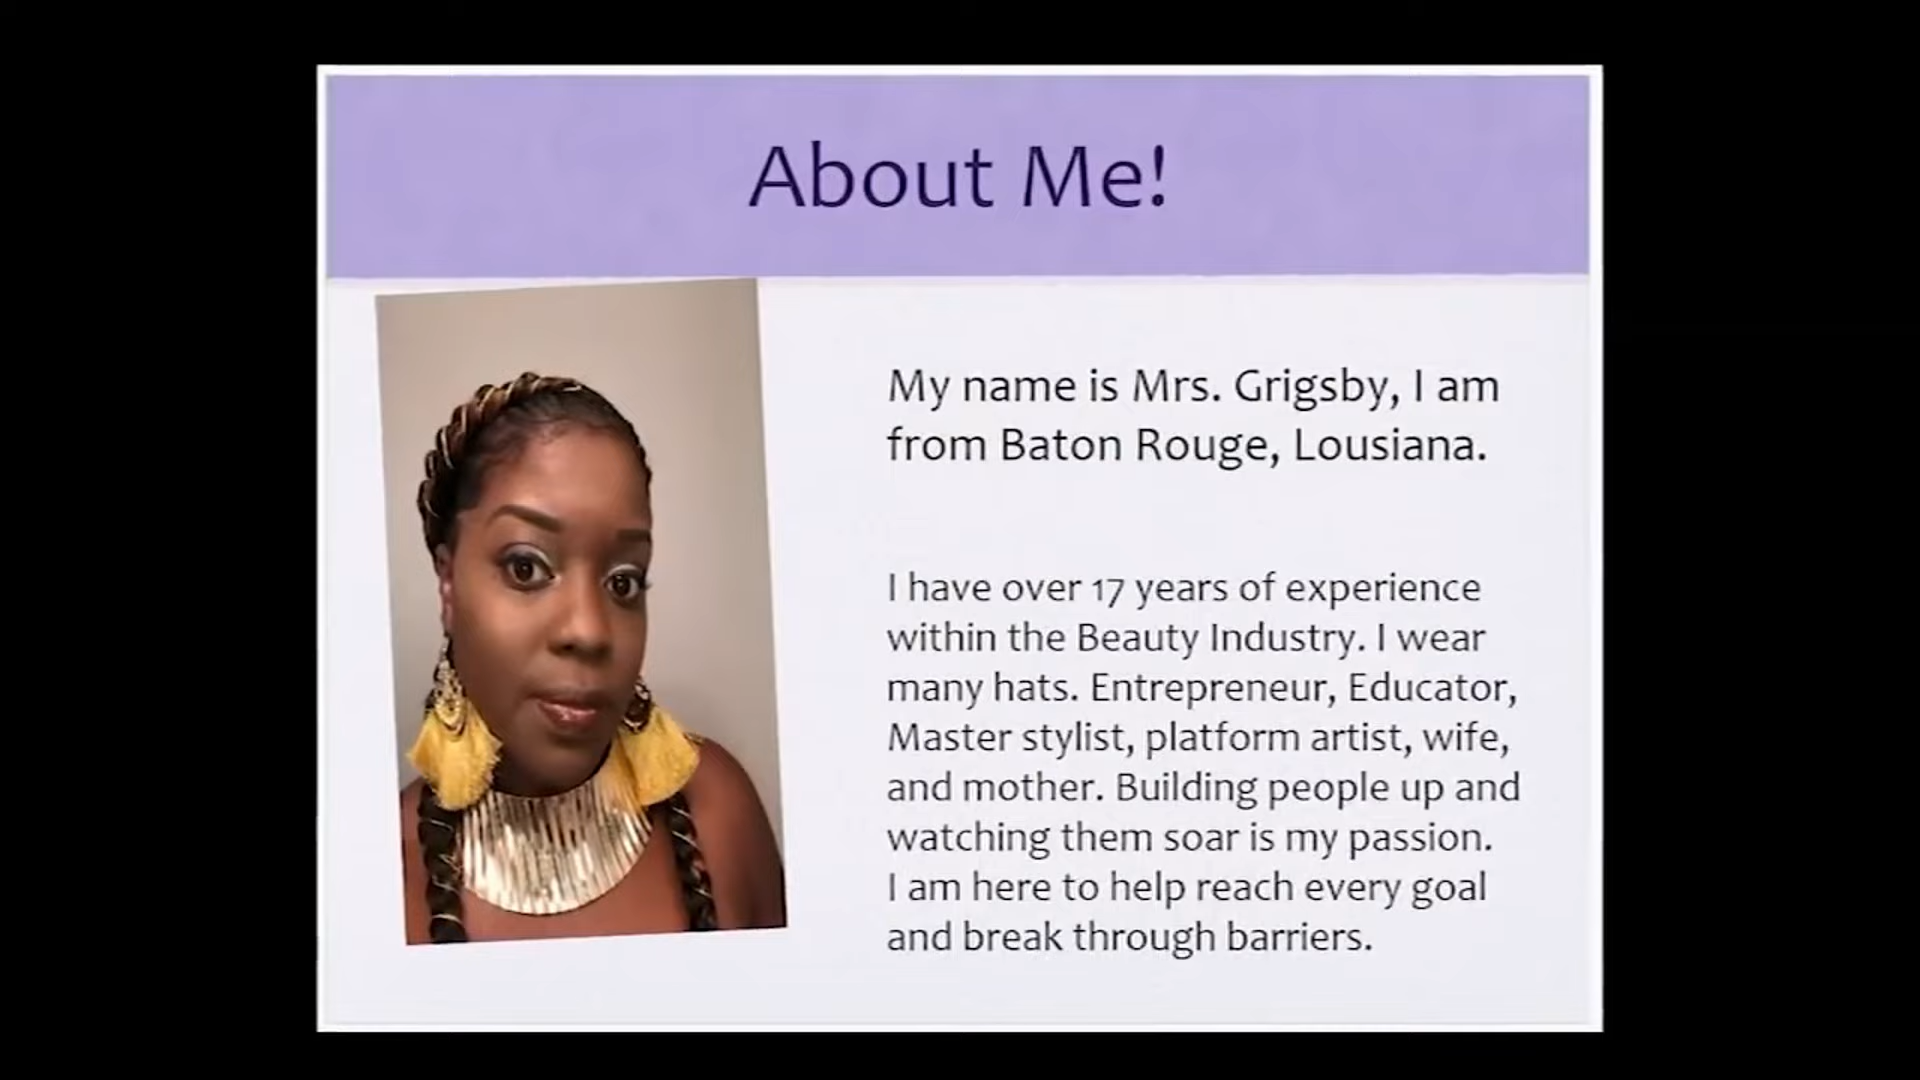 About Me!
My name is Mrs. Grigsby, I am
from Baton Rouge, Lousiana.
I have over 17 years of experience
within the Beauty Industry. I wear
many hats. Entrepreneur, Educator,
Master stylist, platform artist, wife,
and mother. Building people up and
watching them soar is my passion.
I am here to help reach every goal
and break through barriers.